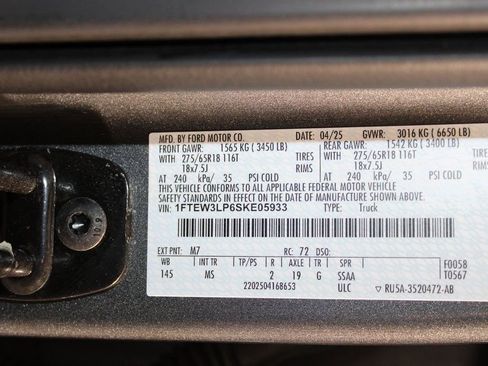 MFD. BY FORD MOTOR CO.
04/25 GVWR: 3016 KG ( 6650 LB)
FRONT GAWR: 1565 KG ( 3450 LB) REAR GAWR: 1542 KG ( 3400 LB)
WITH 275/65R18 116T TIRES WITH 275/65R18 116T TIRES
18x7.5J RIMS 18x7.5J RIMS
AT 240 kPa/ 35 PSI COLD AT 240 kPa/ 35 PSI COLD
THIS VEHICLE CONFORMS TO ALL APPLICABLE FEDERAL MOTOR VEHICLE
SAFETY STANDARDS IN EFFECT ON THE DATE OF MANUFACTURE SHOWN ABOVE.
VIN: 1FTEW3LP6SKE05933 TYPE: Truck
EXT PNT: M7 RC: 72 DSO:
WB INT TR TP/PS R AXLE TR SPR F0058
145 MS 2 19 G SSAA T0567
2202504168653 ULC RU5A-3520472-AB
10.9